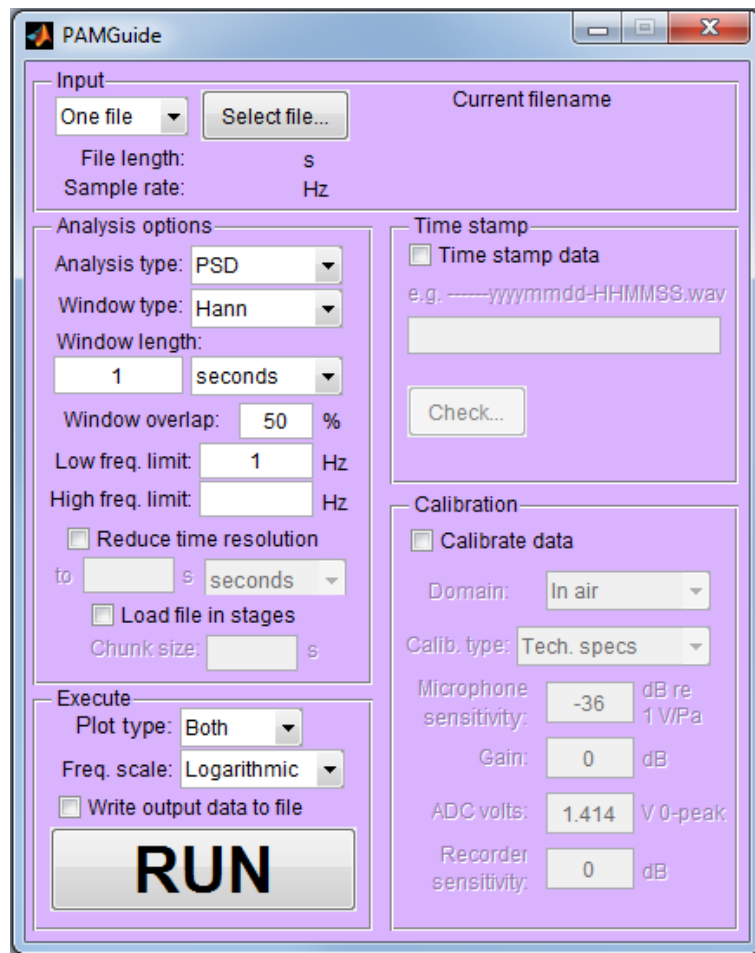 PAMGuide
Input
One file
Select file...
Current filename
File length: s
Sample rate: Hz
Analysis options
Analysis type: PSD
Window type: Hann
Window length:
1 seconds
Window overlap: 50 %
Low freq. limit: 1 Hz
High freq. limit: Hz
Reduce time resolution
to s seconds
Load file in stages
Chunk size: s
Time stamp
Time stamp data
e.g. ------yyyymmdd-HHMMSS.wav
Check...
Calibration
Calibrate data
Domain: In air
Calib. type: Tech. specs
Microphone
sensitivity: -36 dB re
1 V/Pa
Gain: 0 dB
ADC volts: 1.414 V 0-peak
Recorder
sensitivity: 0 dB
Execute
Plot type: Both
Freq. scale: Logarithmic
Write output data to file
RUN